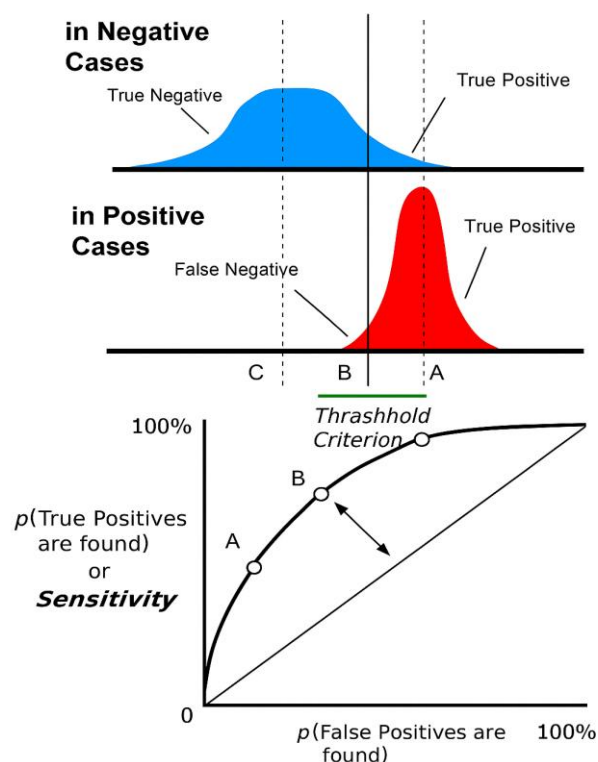 in Negative
Cases
True Negative
True Positive
in Positive
Cases
True Positive
False Negative
C
B
A
Thrashhold
Criterion
100%
B
p(True Positives
are found)
or
Sensitivity
A
0
p(False Positives are
found)
100%